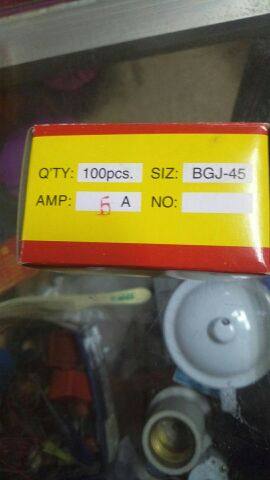 Q'TY: 100pcs. SIZ: BGJ-45
AMP: 5 A NO: